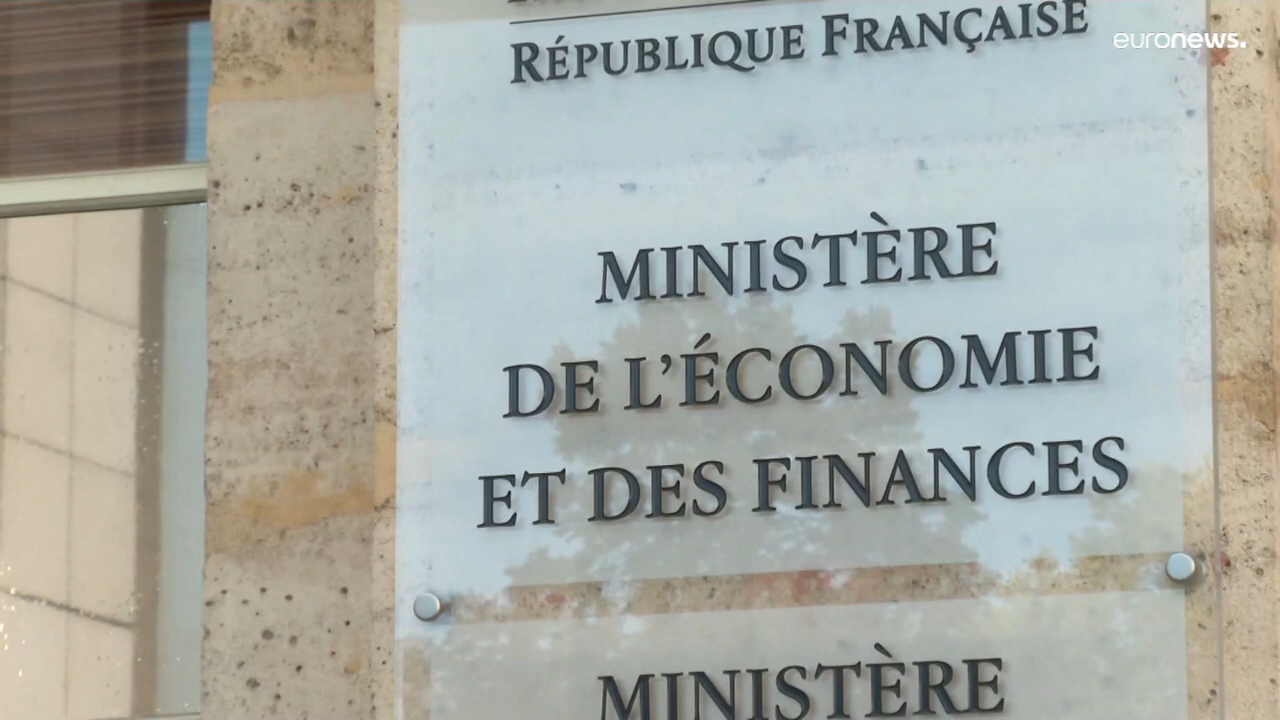 RÉPUBLIQUE FRANÇAISE
euronews.
MINISTÈRE
DE L’ÉCONOMIE
ET DES FINANCES
MINISTÈRE